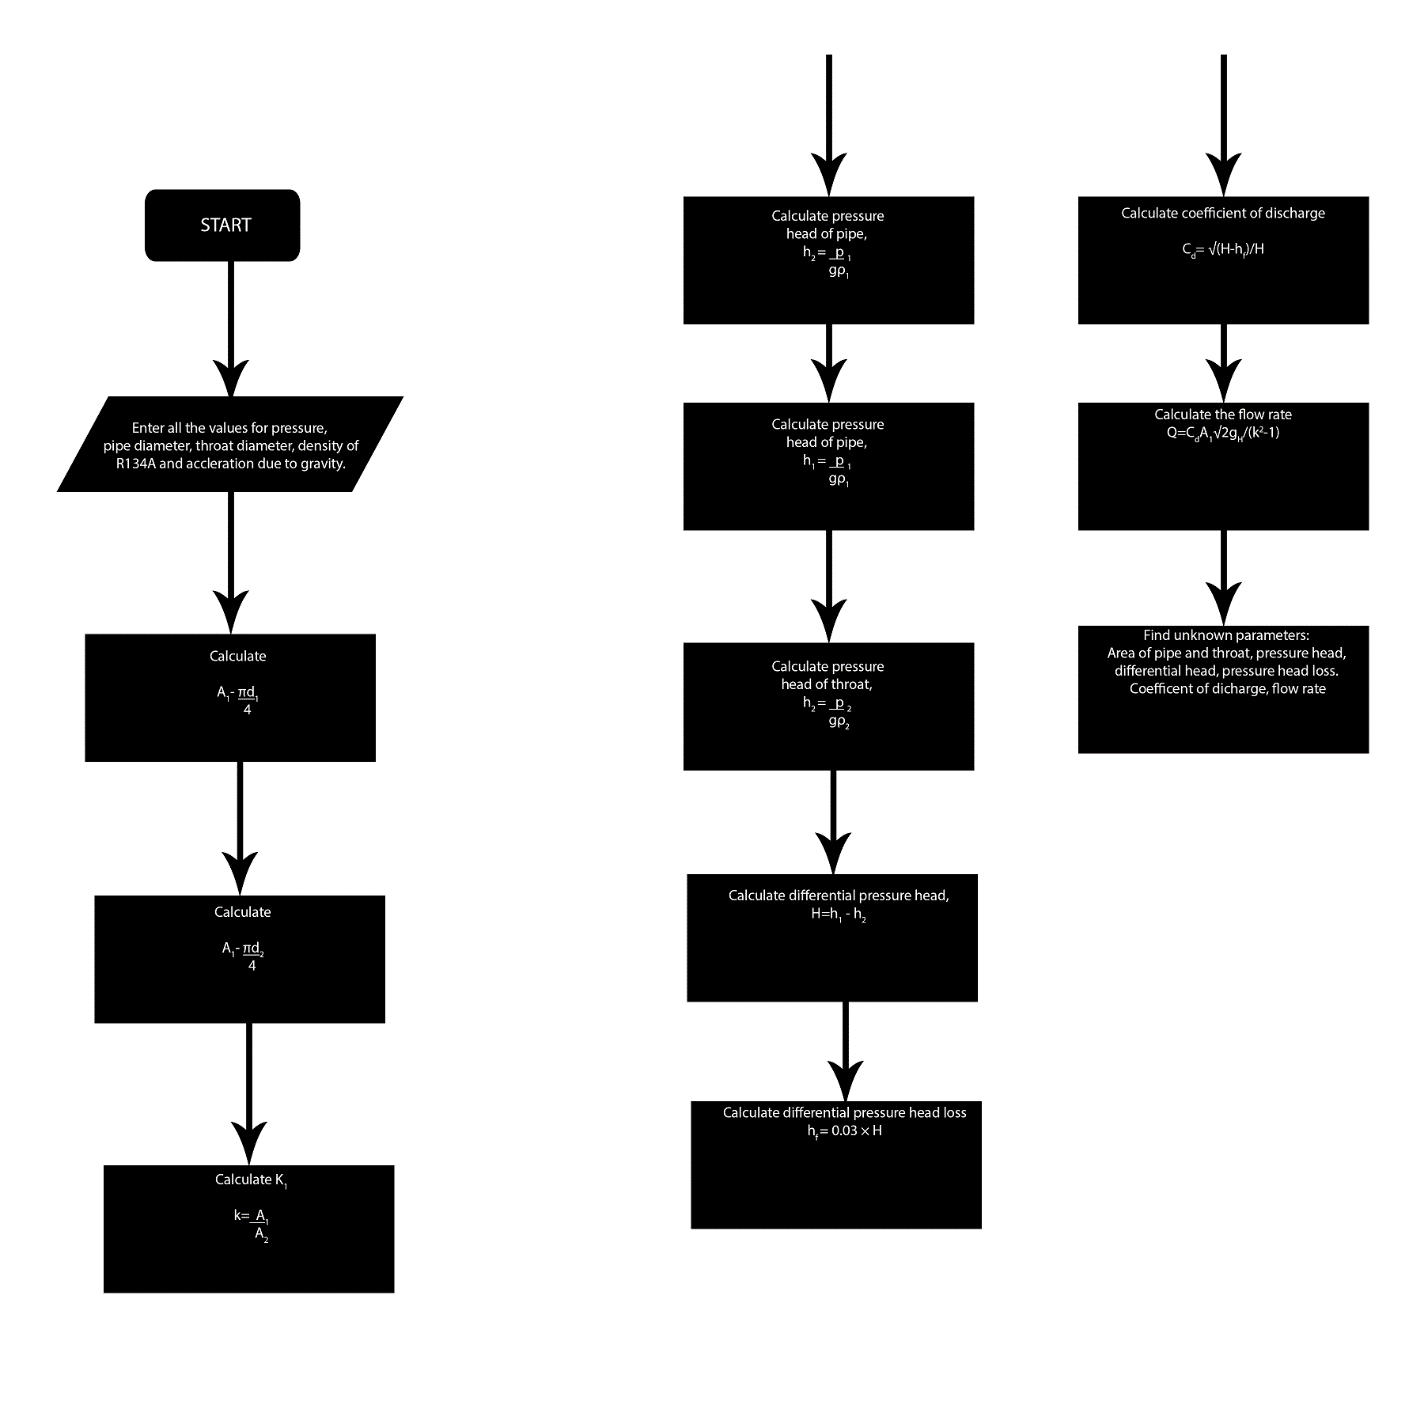 START
Enter all the values for pressure,
pipe diameter, throat diameter, density of
R134A and accleration due to gravity.
Calculate
A₁- πd₁
4
Calculate
A₁- πd₂
4
Calculate K₁
k= A₁
A₂
Calculate pressure
head of pipe,
h₂= p ₁
gρ₁
Calculate pressure
head of pipe,
h₁= p ₁
gρ₁
Calculate pressure
head of throat,
h₂= p ₂
gρ₂
Calculate differential pressure head,
H=h₁ - h₂
Calculate differential pressure head loss
hf= 0.03 × H
Calculate coefficient of discharge
Cd= √(H-hf)/H
Calculate the flow rate
Q=CdA₁√2gH/(k²-1)
Find unknown parameters:
Area of pipe and throat, pressure head,
differential head, pressure head loss.
Coefficent of dicharge, flow rate